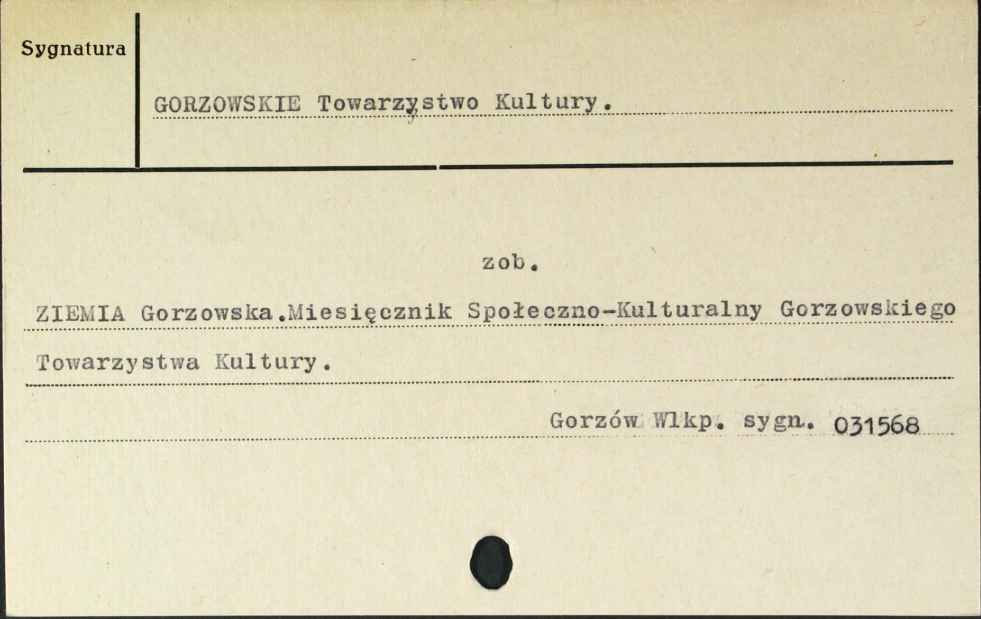 Sygnatura
GORZOWSKIE Towarzystwo Kultury.
zob.
ZIEMIA Gorzowska.Miesięcznik Społeczno-Kulturalny Gorzowskiego
Towarzystwa Kultury.
Gorzów Wlkp. sygn. 031568